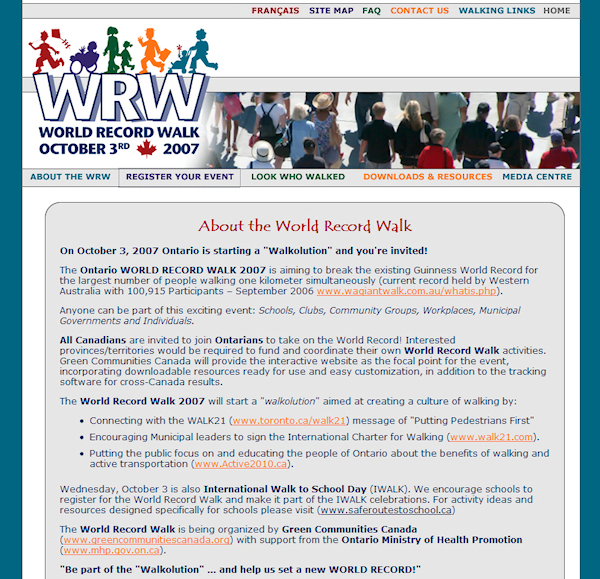 FRANÇAIS SITE MAP FAQ CONTACT US WALKING LINKS HOME
WRW
WORLD RECORD WALK
OCTOBER 3RD 2007
ABOUT THE WRW REGISTER YOUR EVENT LOOK WHO WALKED DOWNLOADS & RESOURCES MEDIA CENTRE
About the World Record Walk
On October 3, 2007 Ontario is starting a "Walkolution" and you're invited!
The Ontario WORLD RECORD WALK 2007 is aiming to break the existing Guinness World Record for
the largest number of people walking one kilometer simultaneously (current record held by Western
Australia with 100,915 Participants – September 2006 www.wagiantwalk.com.au/whatis.php).
Anyone can be part of this exciting event: Schools, Clubs, Community Groups, Workplaces, Municipal
Governments and Individuals.
All Canadians are invited to join Ontarians to take on the World Record! Interested
provinces/territories would be required to fund and coordinate their own World Record Walk activities.
Green Communities Canada will provide the interactive website as the focal point for the event,
incorporating downloadable resources ready for use and easy customization, in addition to the tracking
software for cross-Canada results.
The World Record Walk 2007 will start a "walkolution" aimed at creating a culture of walking by:
• Connecting with the WALK21 (www.toronto.ca/walk21) message of "Putting Pedestrians First"
• Encouraging Municipal leaders to sign the International Charter for Walking (www.walk21.com).
• Putting the public focus on and educating the people of Ontario about the benefits of walking and
active transportation (www.Active2010.ca).
Wednesday, October 3 is also International Walk to School Day (IWALK). We encourage schools to
register for the World Record Walk and make it part of the IWALK celebrations. For activity ideas and
resources designed specifically for schools please visit (www.saferoutestoschool.ca)
The World Record Walk is being organized by Green Communities Canada
(www.greencommunitiescanada.org) with support from the Ontario Ministry of Health Promotion
(www.mhp.gov.on.ca).
"Be part of the "Walkolution" ... and help us set a new WORLD RECORD!"